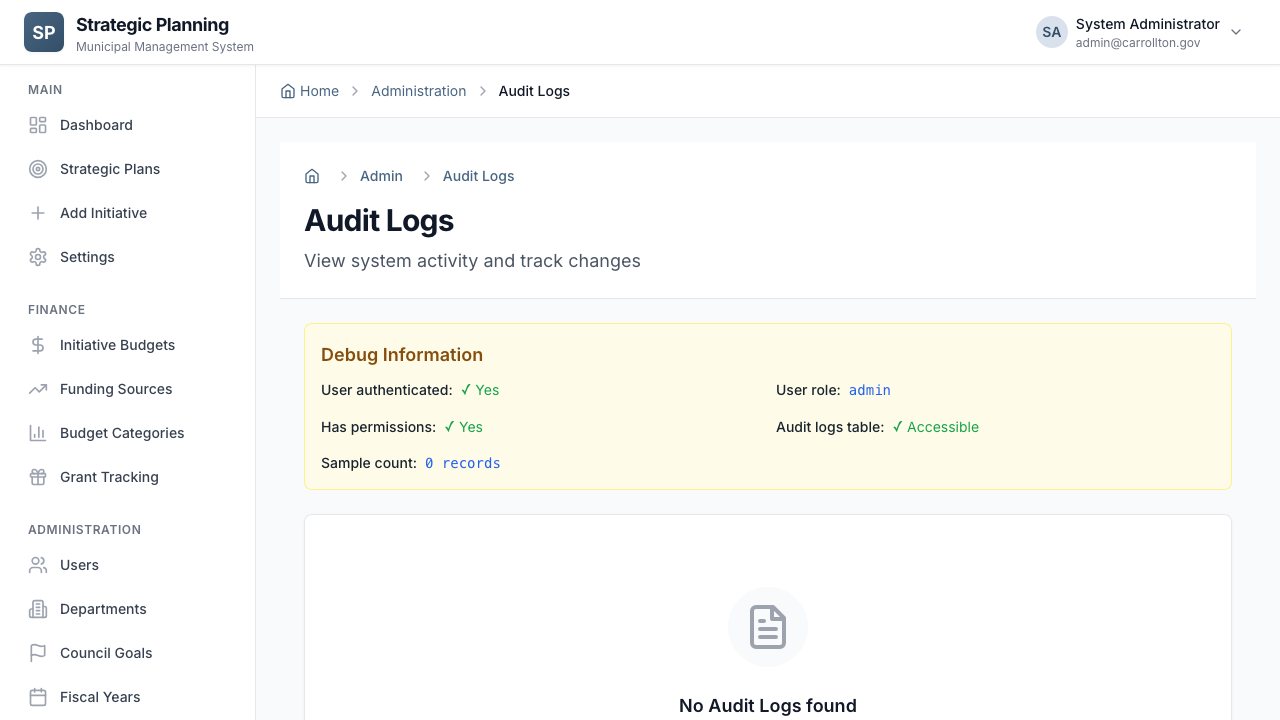 SP
Strategic Planning
Municipal Management System
SA
System Administrator
admin@carrollton.gov
MAIN
Dashboard
Strategic Plans
Add Initiative
Settings
FINANCE
Initiative Budgets
Funding Sources
Budget Categories
Grant Tracking
ADMINISTRATION
Users
Departments
Council Goals
Fiscal Years
Home Administration Audit Logs
Admin Audit Logs
Audit Logs
View system activity and track changes
Debug Information
User authenticated: ✓ Yes
User role: admin
Has permissions: ✓ Yes
Audit logs table: ✓ Accessible
Sample count: 0 records
No Audit Logs found